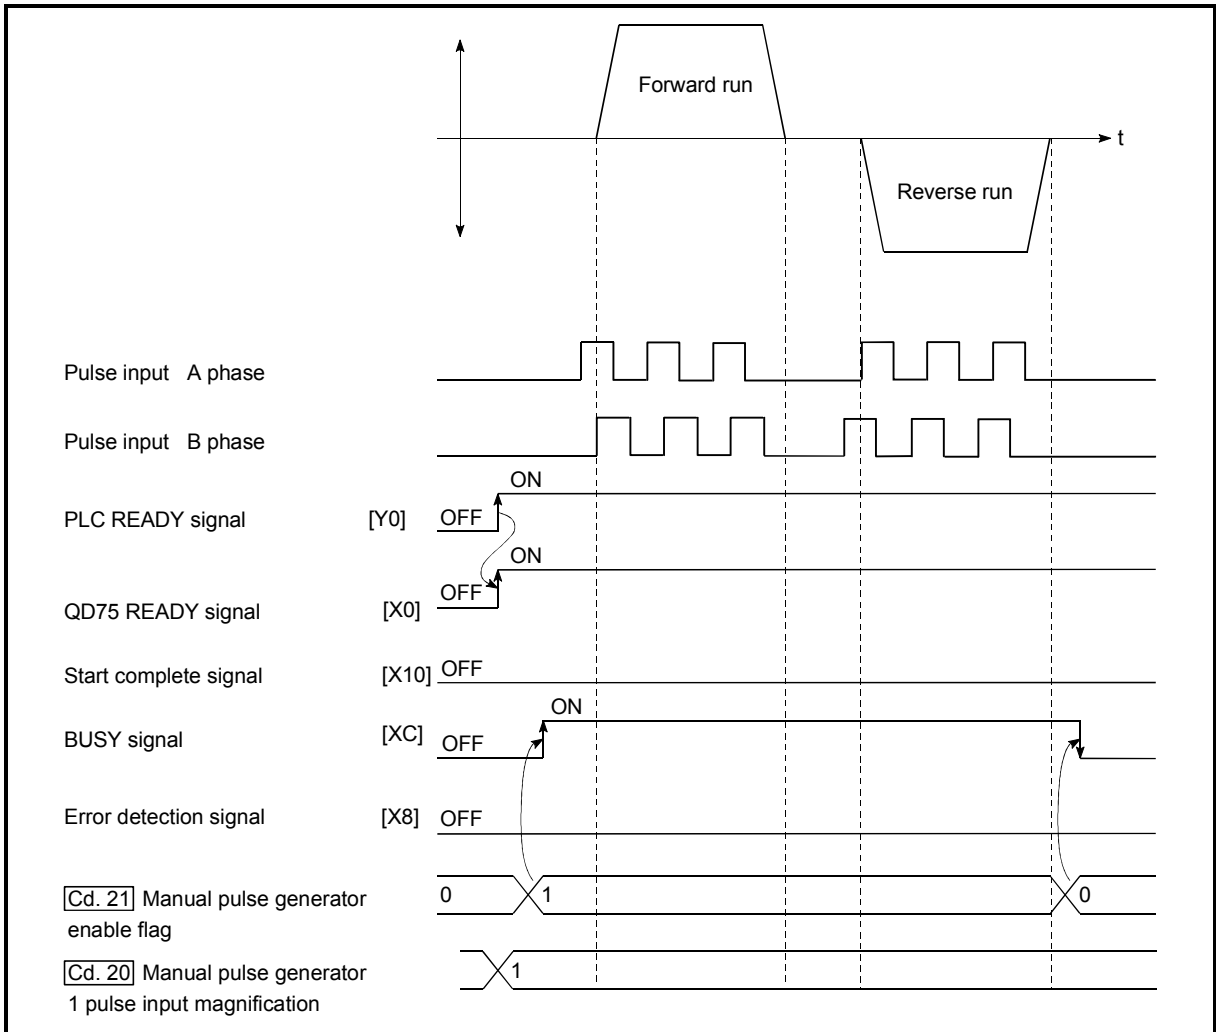 Forward run
t
Reverse run
Pulse input A phase
Pulse input B phase
ON
PLC READY signal [Y0] OFF
ON
QD75 READY signal [X0] OFF
Start complete signal [X10] OFF
ON
BUSY signal [XC] OFF
Error detection signal [X8] OFF
Cd. 21 Manual pulse generator 0 1 0
enable flag
Cd. 20 Manual pulse generator 1
1 pulse input magnification